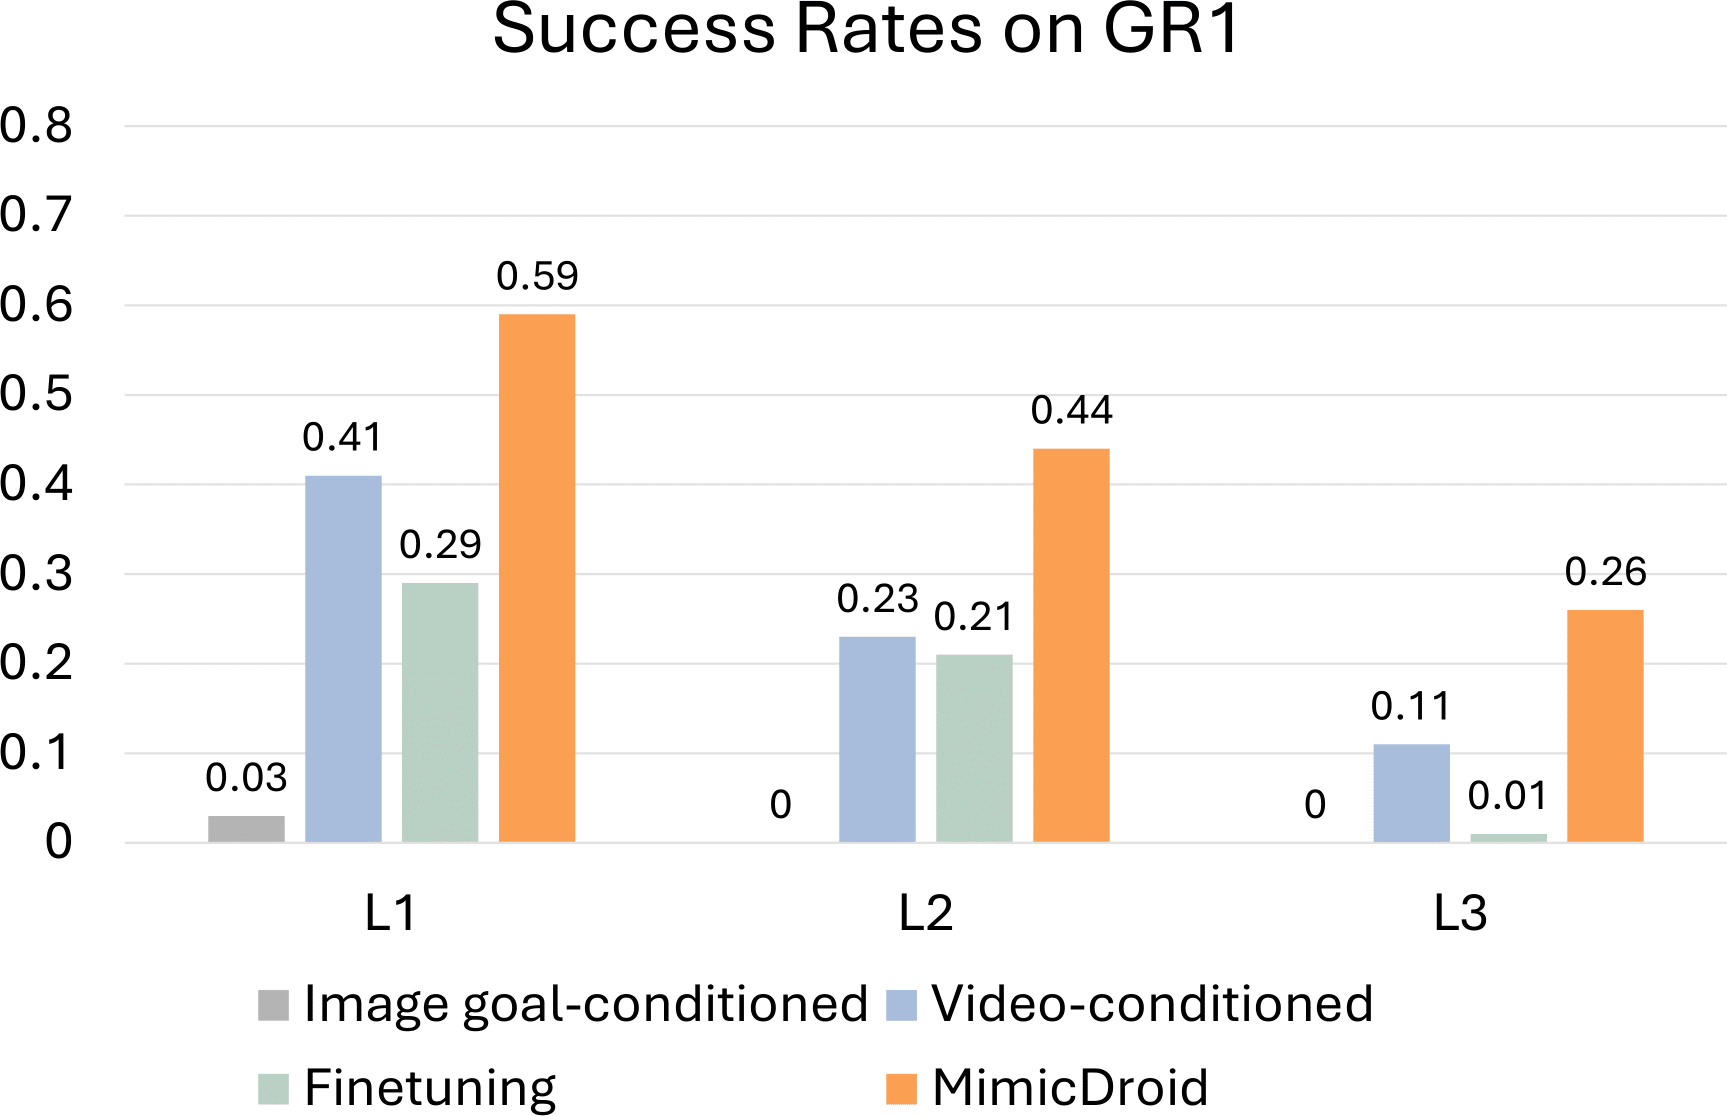 Success Rates on GR1
0.8
0.7
0.6
0.5
0.4
0.3
0.2
0.1
0
0.03
0.41
0.29
0.59
0
0.23
0.21
0.44
0
0.11
0.01
0.26
L1
L2
L3
Image goal-conditioned
Video-conditioned
Finetuning
MimicDroid